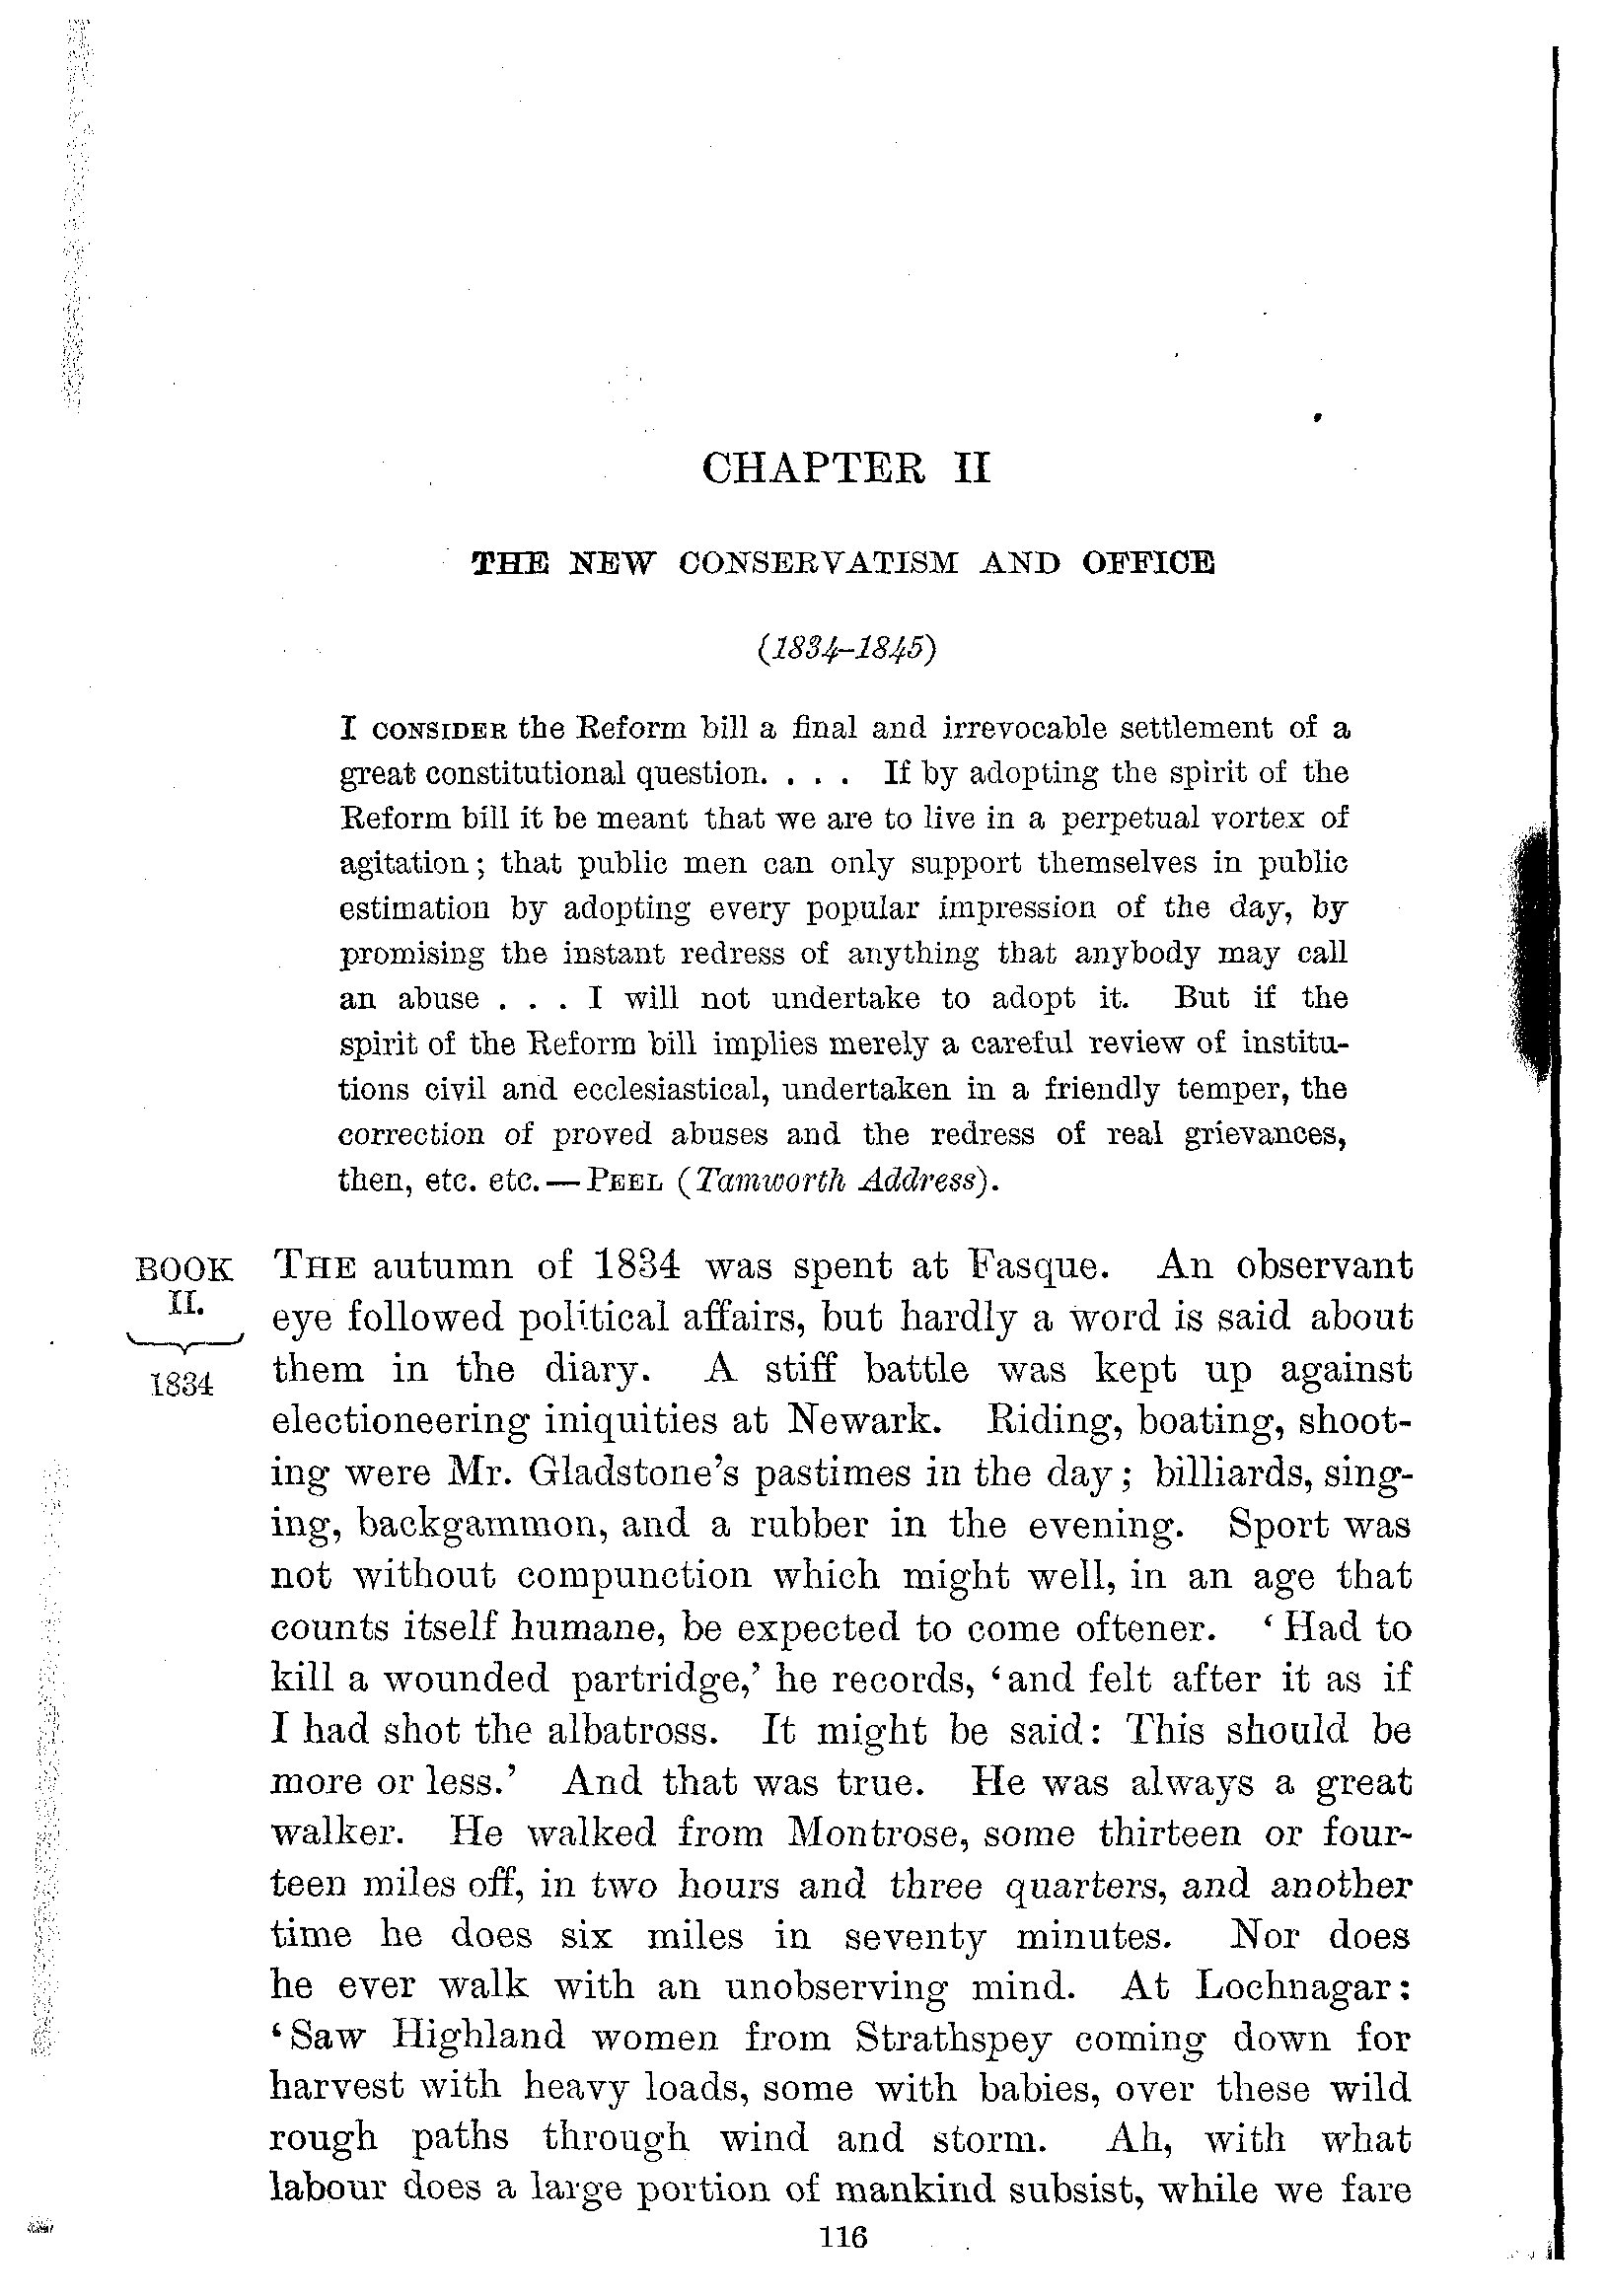 CHAPTER II
THE NEW CONSERVATISM AND OFFICE
(1834–1845)
I CONSIDER the Reform bill a final and irrevocable settlement of a
great constitutional question. . . . If by adopting the spirit of the
Reform bill it be meant that we are to live in a perpetual vortex of
agitation; that public men can only support themselves in public
estimation by adopting every popular impression of the day, by
promising the instant redress of anything that anybody may call
an abuse . . . I will not undertake to adopt it. But if the
spirit of the Reform bill implies merely a careful review of institu-
tions civil and ecclesiastical, undertaken in a friendly temper, the
correction of proved abuses and the redress of real grievances,
then, etc. etc.—PEEL (Tamworth Address).
BOOK
II.
1834
THE autumn of 1834 was spent at Fasque. An observant
eye followed political affairs, but hardly a word is said about
them in the diary. A stiff battle was kept up against
electioneering iniquities at Newark. Riding, boating, shoot-
ing were Mr. Gladstone's pastimes in the day; billiards, sing-
ing, backgammon, and a rubber in the evening. Sport was
not without compunction which might well, in an age that
counts itself humane, be expected to come oftener. 'Had to
kill a wounded partridge,' he records, 'and felt after it as if
I had shot the albatross. It might be said: This should be
more or less.' And that was true. He was always a great
walker. He walked from Montrose, some thirteen or four-
teen miles off, in two hours and three quarters, and another
time he does six miles in seventy minutes. Nor does
he ever walk with an unobserving mind. At Lochnagar:
'Saw Highland women from Strathspey coming down for
harvest with heavy loads, some with babies, over these wild
rough paths through wind and storm. Ah, with what
labour does a large portion of mankind subsist, while we fare
116